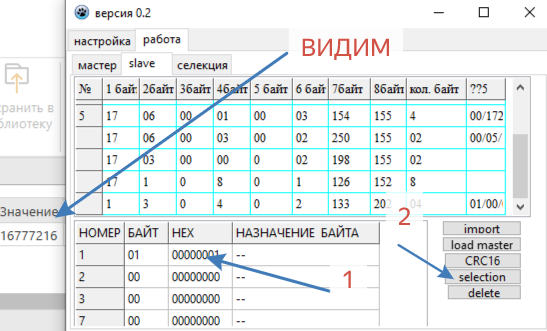 версия 0.2
настройка работа
ВИДИМ
мастер slave селекция
№ 1 байт 2байт 3байт 4байт 5 байт 6 байт 7байт 8байт кол. байт ??5
5 17 06 00 01 00 03 154 155 4 00/172
17 06 00 03 00 02 250 155 02 00/05/
17 03 00 00 0 02 198 155 02
17 1 0 8 0 1 126 152 8
1 3 0 4 0 2 133 202 04 01/00/
ранить в
блиотеку
Значение
16777216
НОМЕР БАЙТ HEX НАЗНАЧЕНИЕ БАЙТА
1 01 00000001 --
2 00 00000000 --
3 00 00000000 --
7 00 00000000 --
1
2
import
load master
CRC16
selection
delete